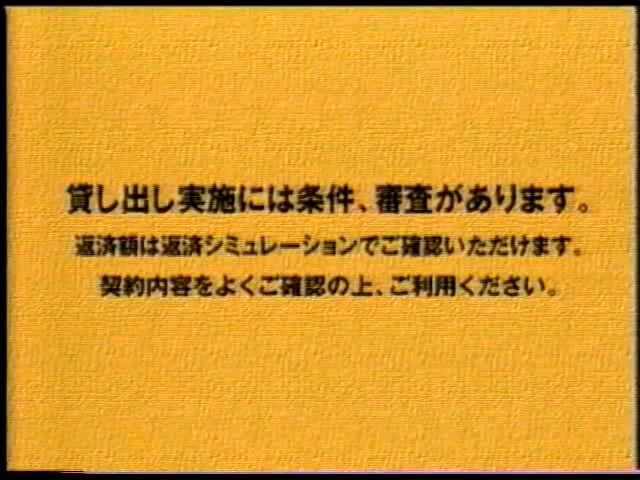 貸し出し実施には条件、審査があります。
返済額は返済シミュレーションでご確認いただけます。
契約内容をよくご確認の上、ご利用ください。